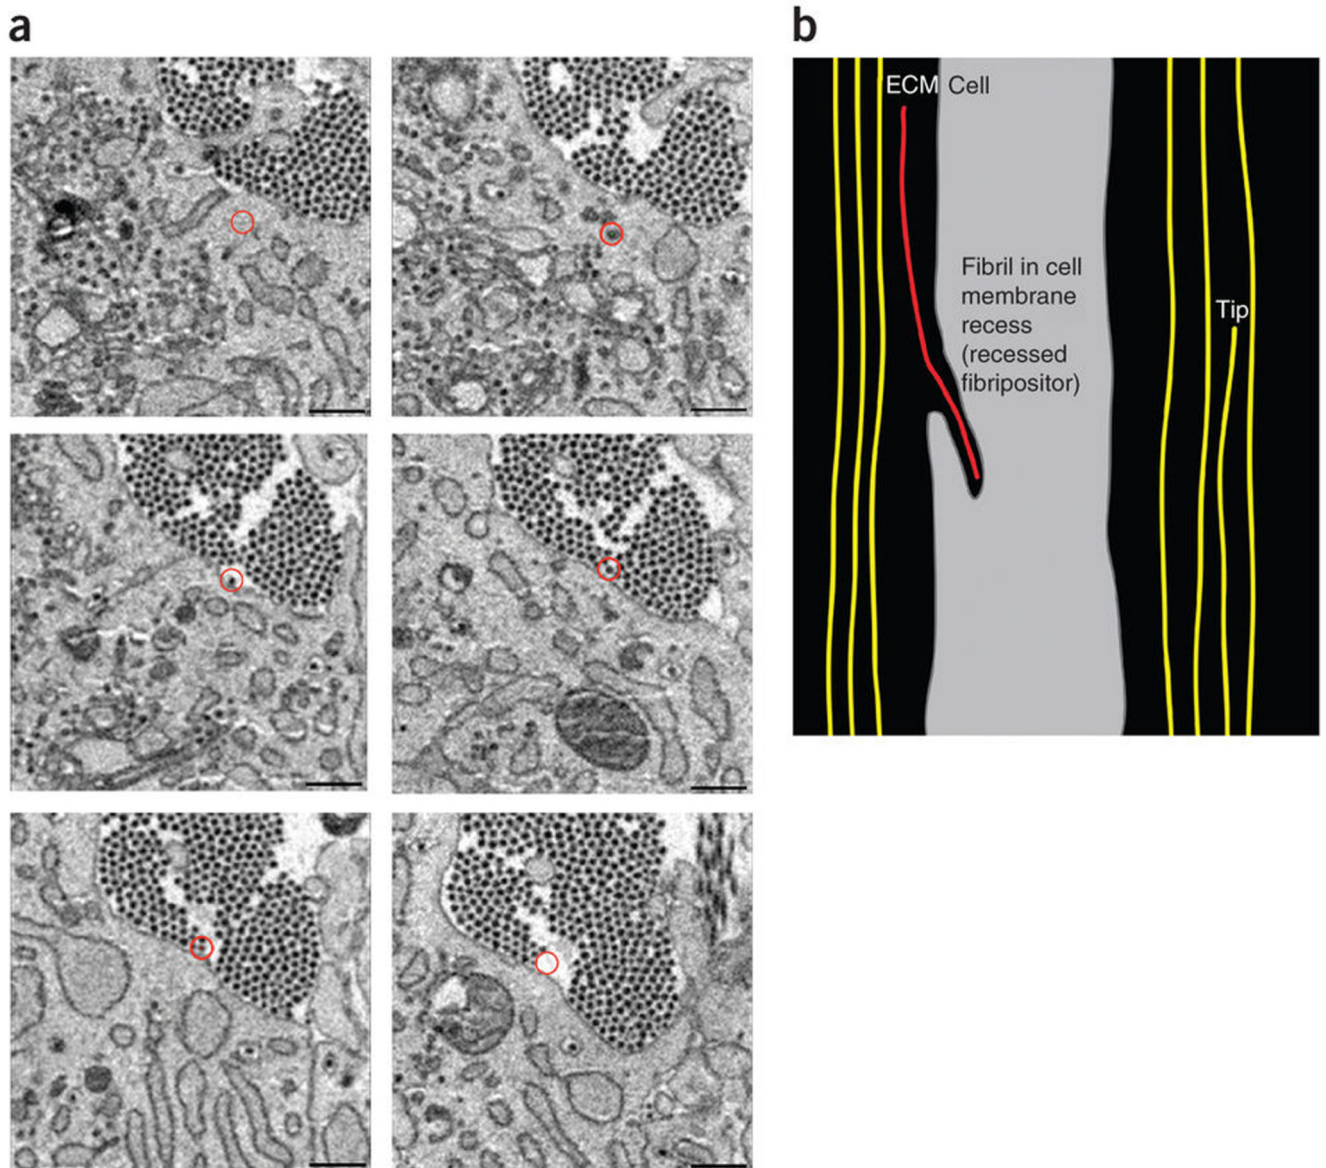 a
b
ECM Cell
Fibril in cell
membrane
recess
(recessed
fibripositor)
Tip